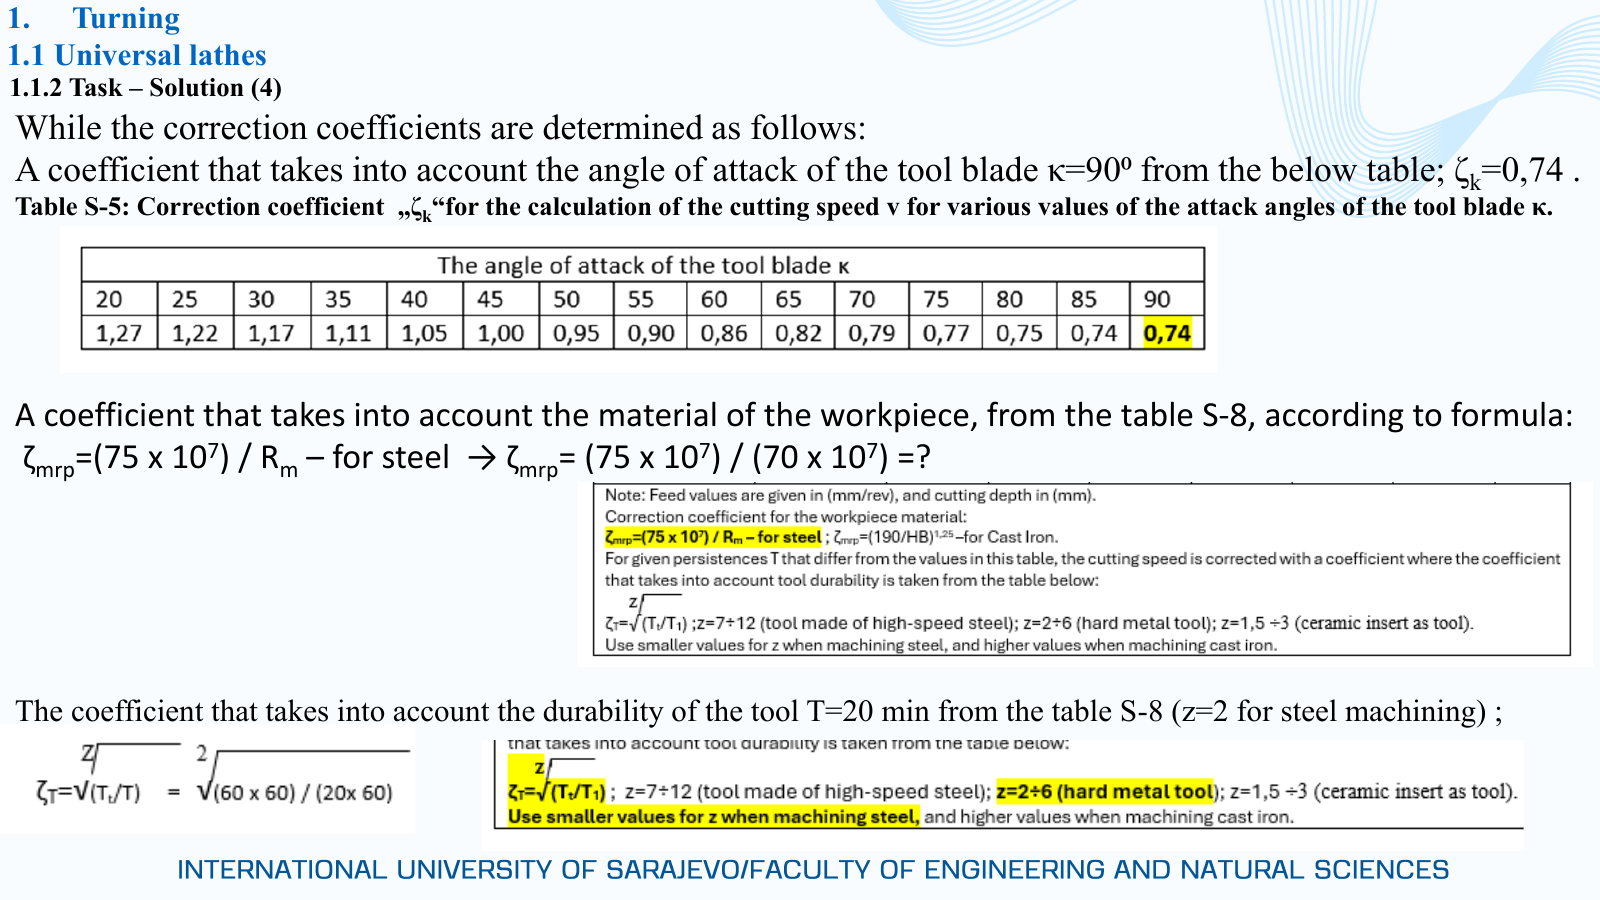 1. Turning
1.1 Universal lathes
1.1.2 Task – Solution (4)
While the correction coefficients are determined as follows:
A coefficient that takes into account the angle of attack of the tool blade κ=90⁰ from the below table; ζk=0,74 .
Table S-5: Correction coefficient „ζk“for the calculation of the cutting speed v for various values of the attack angles of the tool blade κ.
The angle of attack of the tool blade κ
20 25 30 35 40 45 50 55 60 65 70 75 80 85 90
1,27 1,22 1,17 1,11 1,05 1,00 0,95 0,90 0,86 0,82 0,79 0,77 0,75 0,74 0,74
A coefficient that takes into account the material of the workpiece, from the table S-8, according to formula:
ζmrp=(75 x 10⁷) / Rm – for steel → ζmrp= (75 x 10⁷) / (70 x 10⁷) =?
Note: Feed values are given in (mm/rev), and cutting depth in (mm).
Correction coefficient for the workpiece material:
ζmrp=(75 x 10⁷) / Rm – for steel ; ζmrp=(190/HB)¹,²⁵–for Cast Iron.
For given persistences T that differ from the values in this table, the cutting speed is corrected with a coefficient where the coefficient
that takes into account tool durability is taken from the table below:
z
ζT=√(Tt/T1) ;z=7÷12 (tool made of high-speed steel); z=2÷6 (hard metal tool); z=1,5 ÷3 (ceramic insert as tool).
Use smaller values for z when machining steel, and higher values when machining cast iron.
The coefficient that takes into account the durability of the tool T=20 min from the table S-8 (z=2 for steel machining) ;
z 2
ζT=√(Tt/T) = √(60 x 60) / (20x 60)
that takes into account tool durability is taken from the table below:
z
ζT=√(Tt/T1) ; z=7÷12 (tool made of high-speed steel); z=2÷6 (hard metal tool); z=1,5 ÷3 (ceramic insert as tool).
Use smaller values for z when machining steel, and higher values when machining cast iron.
INTERNATIONAL UNIVERSITY OF SARAJEVO/FACULTY OF ENGINEERING AND NATURAL SCIENCES